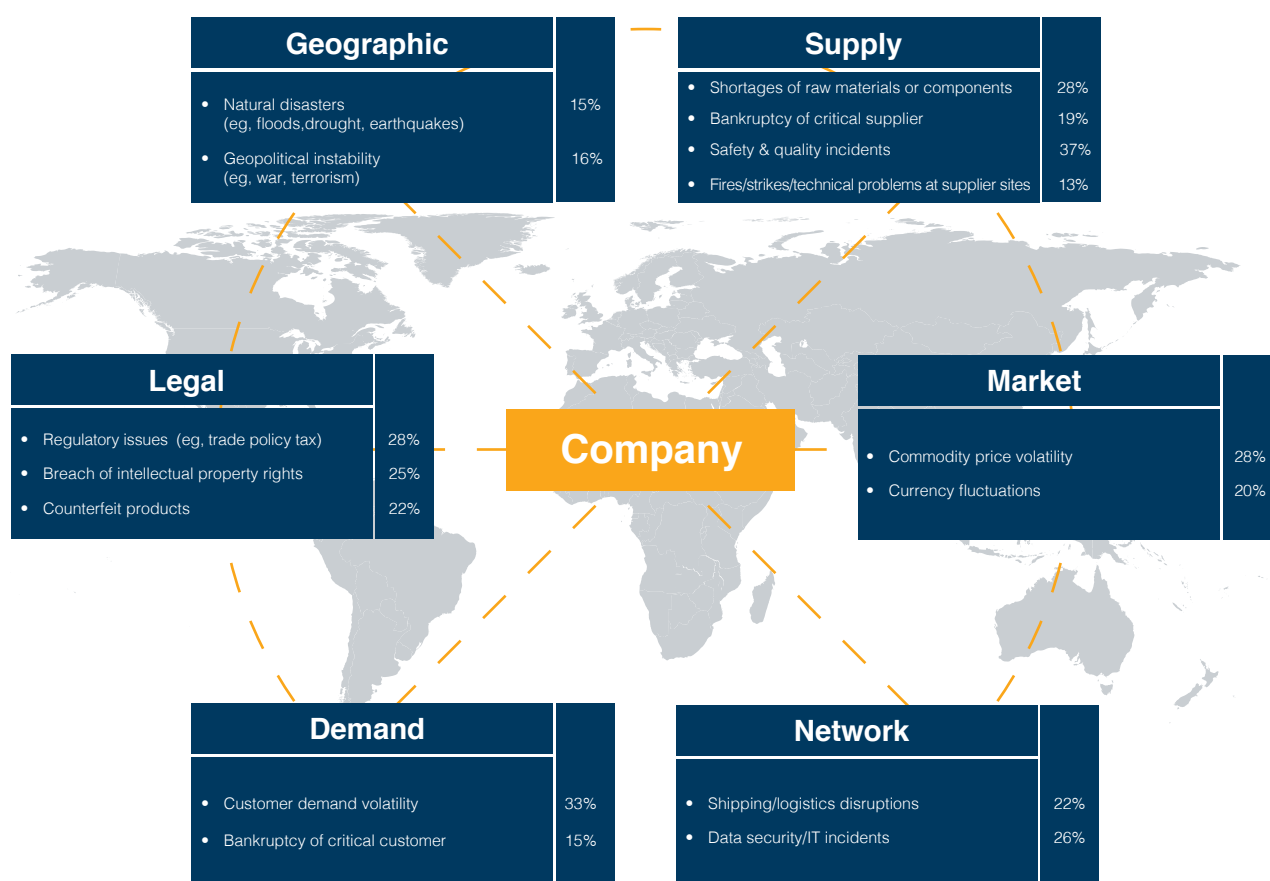 Geographic
• Natural disasters 15%
(eg, floods,drought, earthquakes)
• Geopolitical instability 16%
(eg, war, terrorism)
Supply
• Shortages of raw materials or components 28%
• Bankruptcy of critical supplier 19%
• Safety & quality incidents 37%
• Fires/strikes/technical problems at supplier sites 13%
Legal
• Regulatory issues (eg, trade policy tax) 28%
• Breach of intellectual property rights 25%
• Counterfeit products 22%
Company
Market
• Commodity price volatility 28%
• Currency fluctuations 20%
Demand
• Customer demand volatility 33%
• Bankruptcy of critical customer 15%
Network
• Shipping/logistics disruptions 22%
• Data security/IT incidents 26%